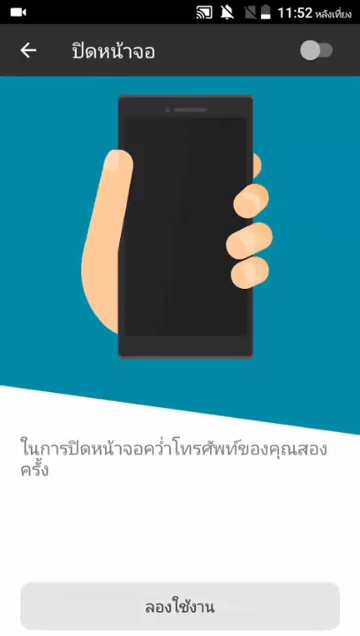 11:52 หลังเที่ยง
ปิดหน้าจอ
ในการปิดหน้าจอคว่ำโทรศัพท์ของคุณสอง
ครั้ง
ลองใช้งาน